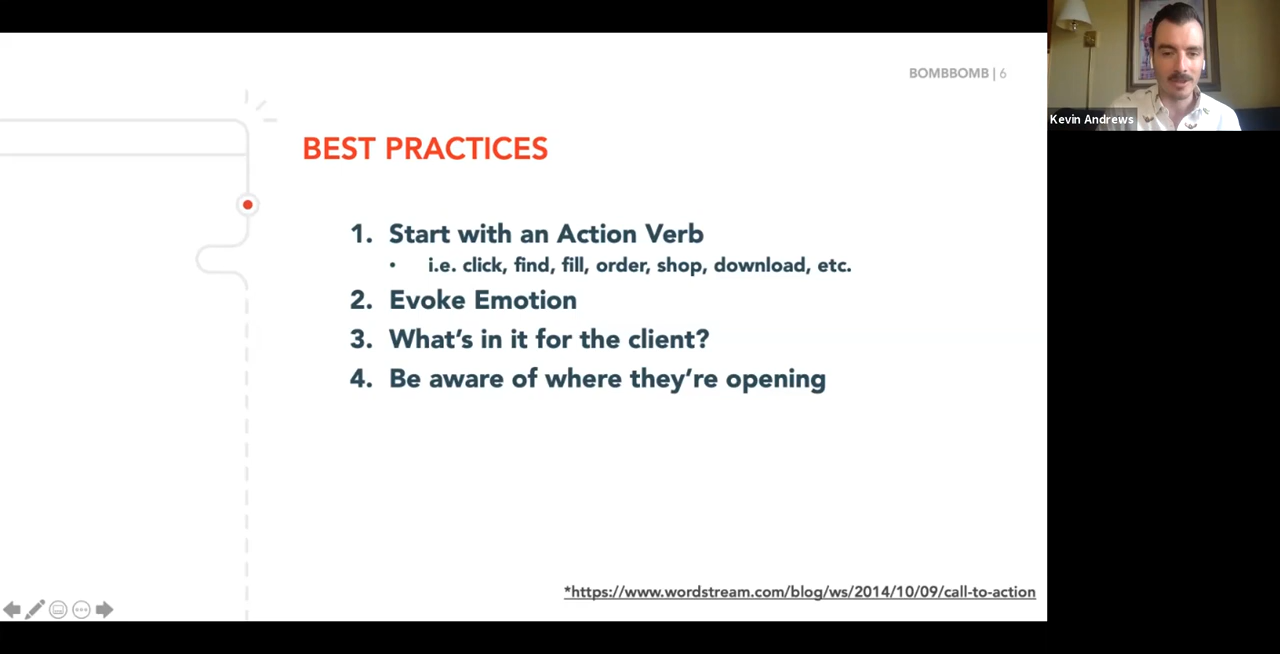 BOMBBOMB | 6
Kevin Andrews
BEST PRACTICES
1. Start with an Action Verb
• i.e. click, find, fill, order, shop, download, etc.
2. Evoke Emotion
3. What's in it for the client?
4. Be aware of where they're opening
*https://www.wordstream.com/blog/ws/2014/10/09/call-to-action